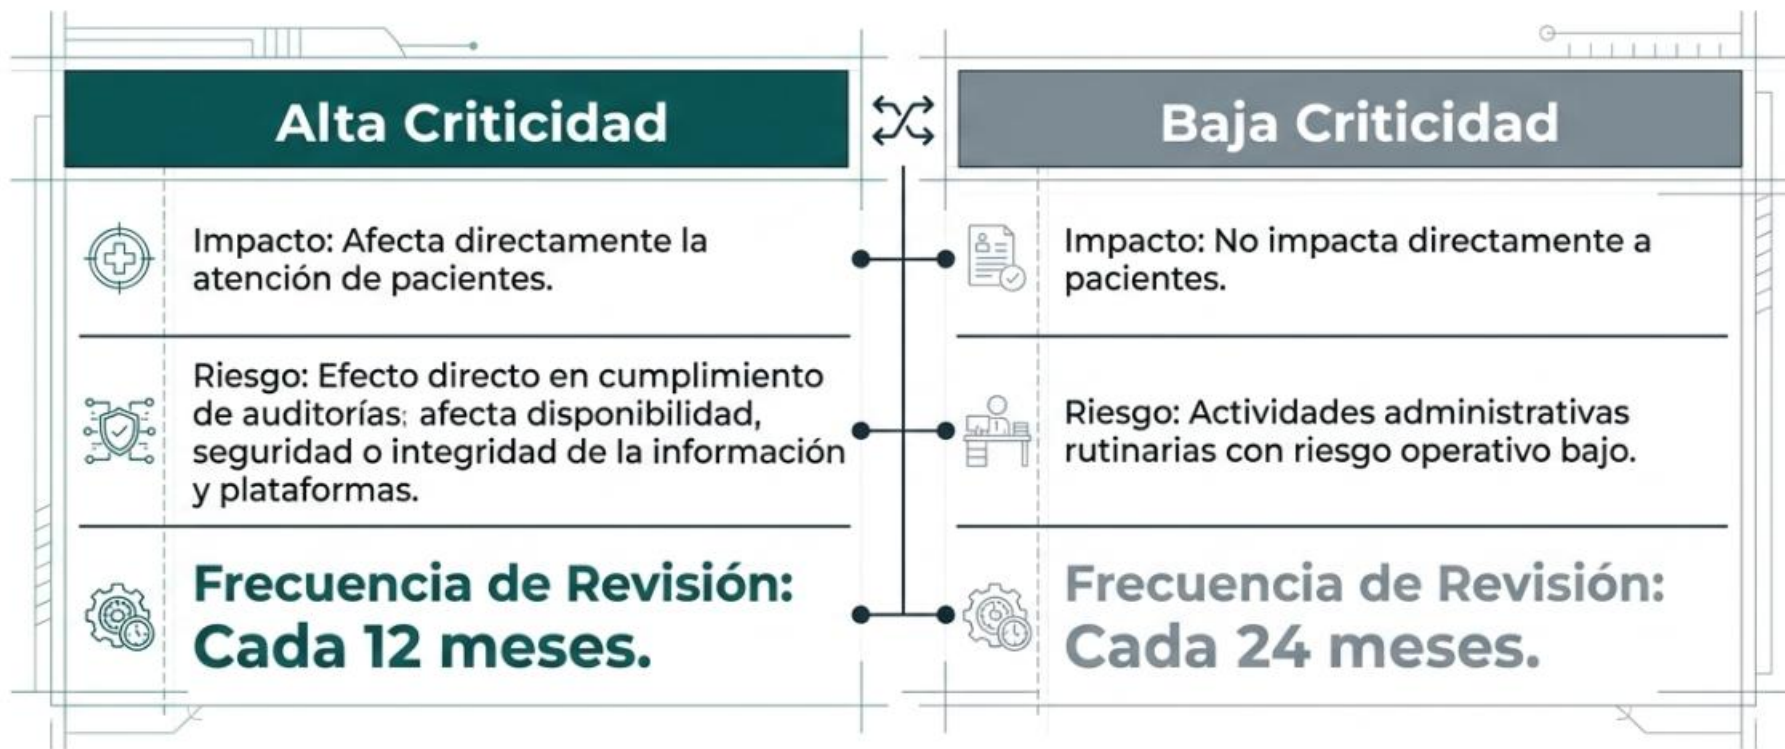 Alta Criticidad
Impacto: Afecta directamente la
atención de pacientes.
Riesgo: Efecto directo en cumplimiento
de auditorías; afecta disponibilidad,
seguridad o integridad de la información
y plataformas.
Frecuencia de Revisión:
Cada 12 meses.
Baja Criticidad
Impacto: No impacta directamente a
pacientes.
Riesgo: Actividades administrativas
rutinarias con riesgo operativo bajo.
Frecuencia de Revisión:
Cada 24 meses.